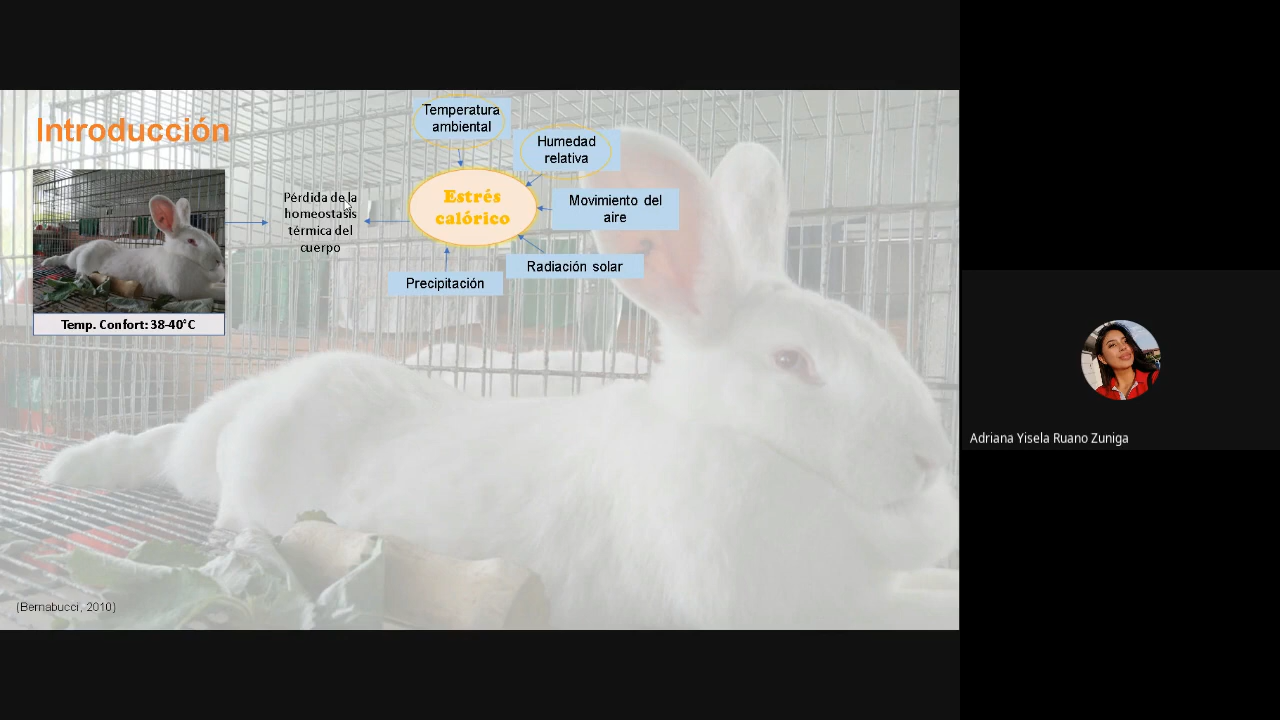 Introducción
Temperatura
ambiental
Humedad
relativa
Movimiento del
aire
Radiación solar
Precipitación
Estrés
calórico
Pérdida de la
homeostasis
térmica del
cuerpo
Temp. Confort: 38-40°C
(Bernabucci, 2010)
Adriana Yisela Ruano Zuniga